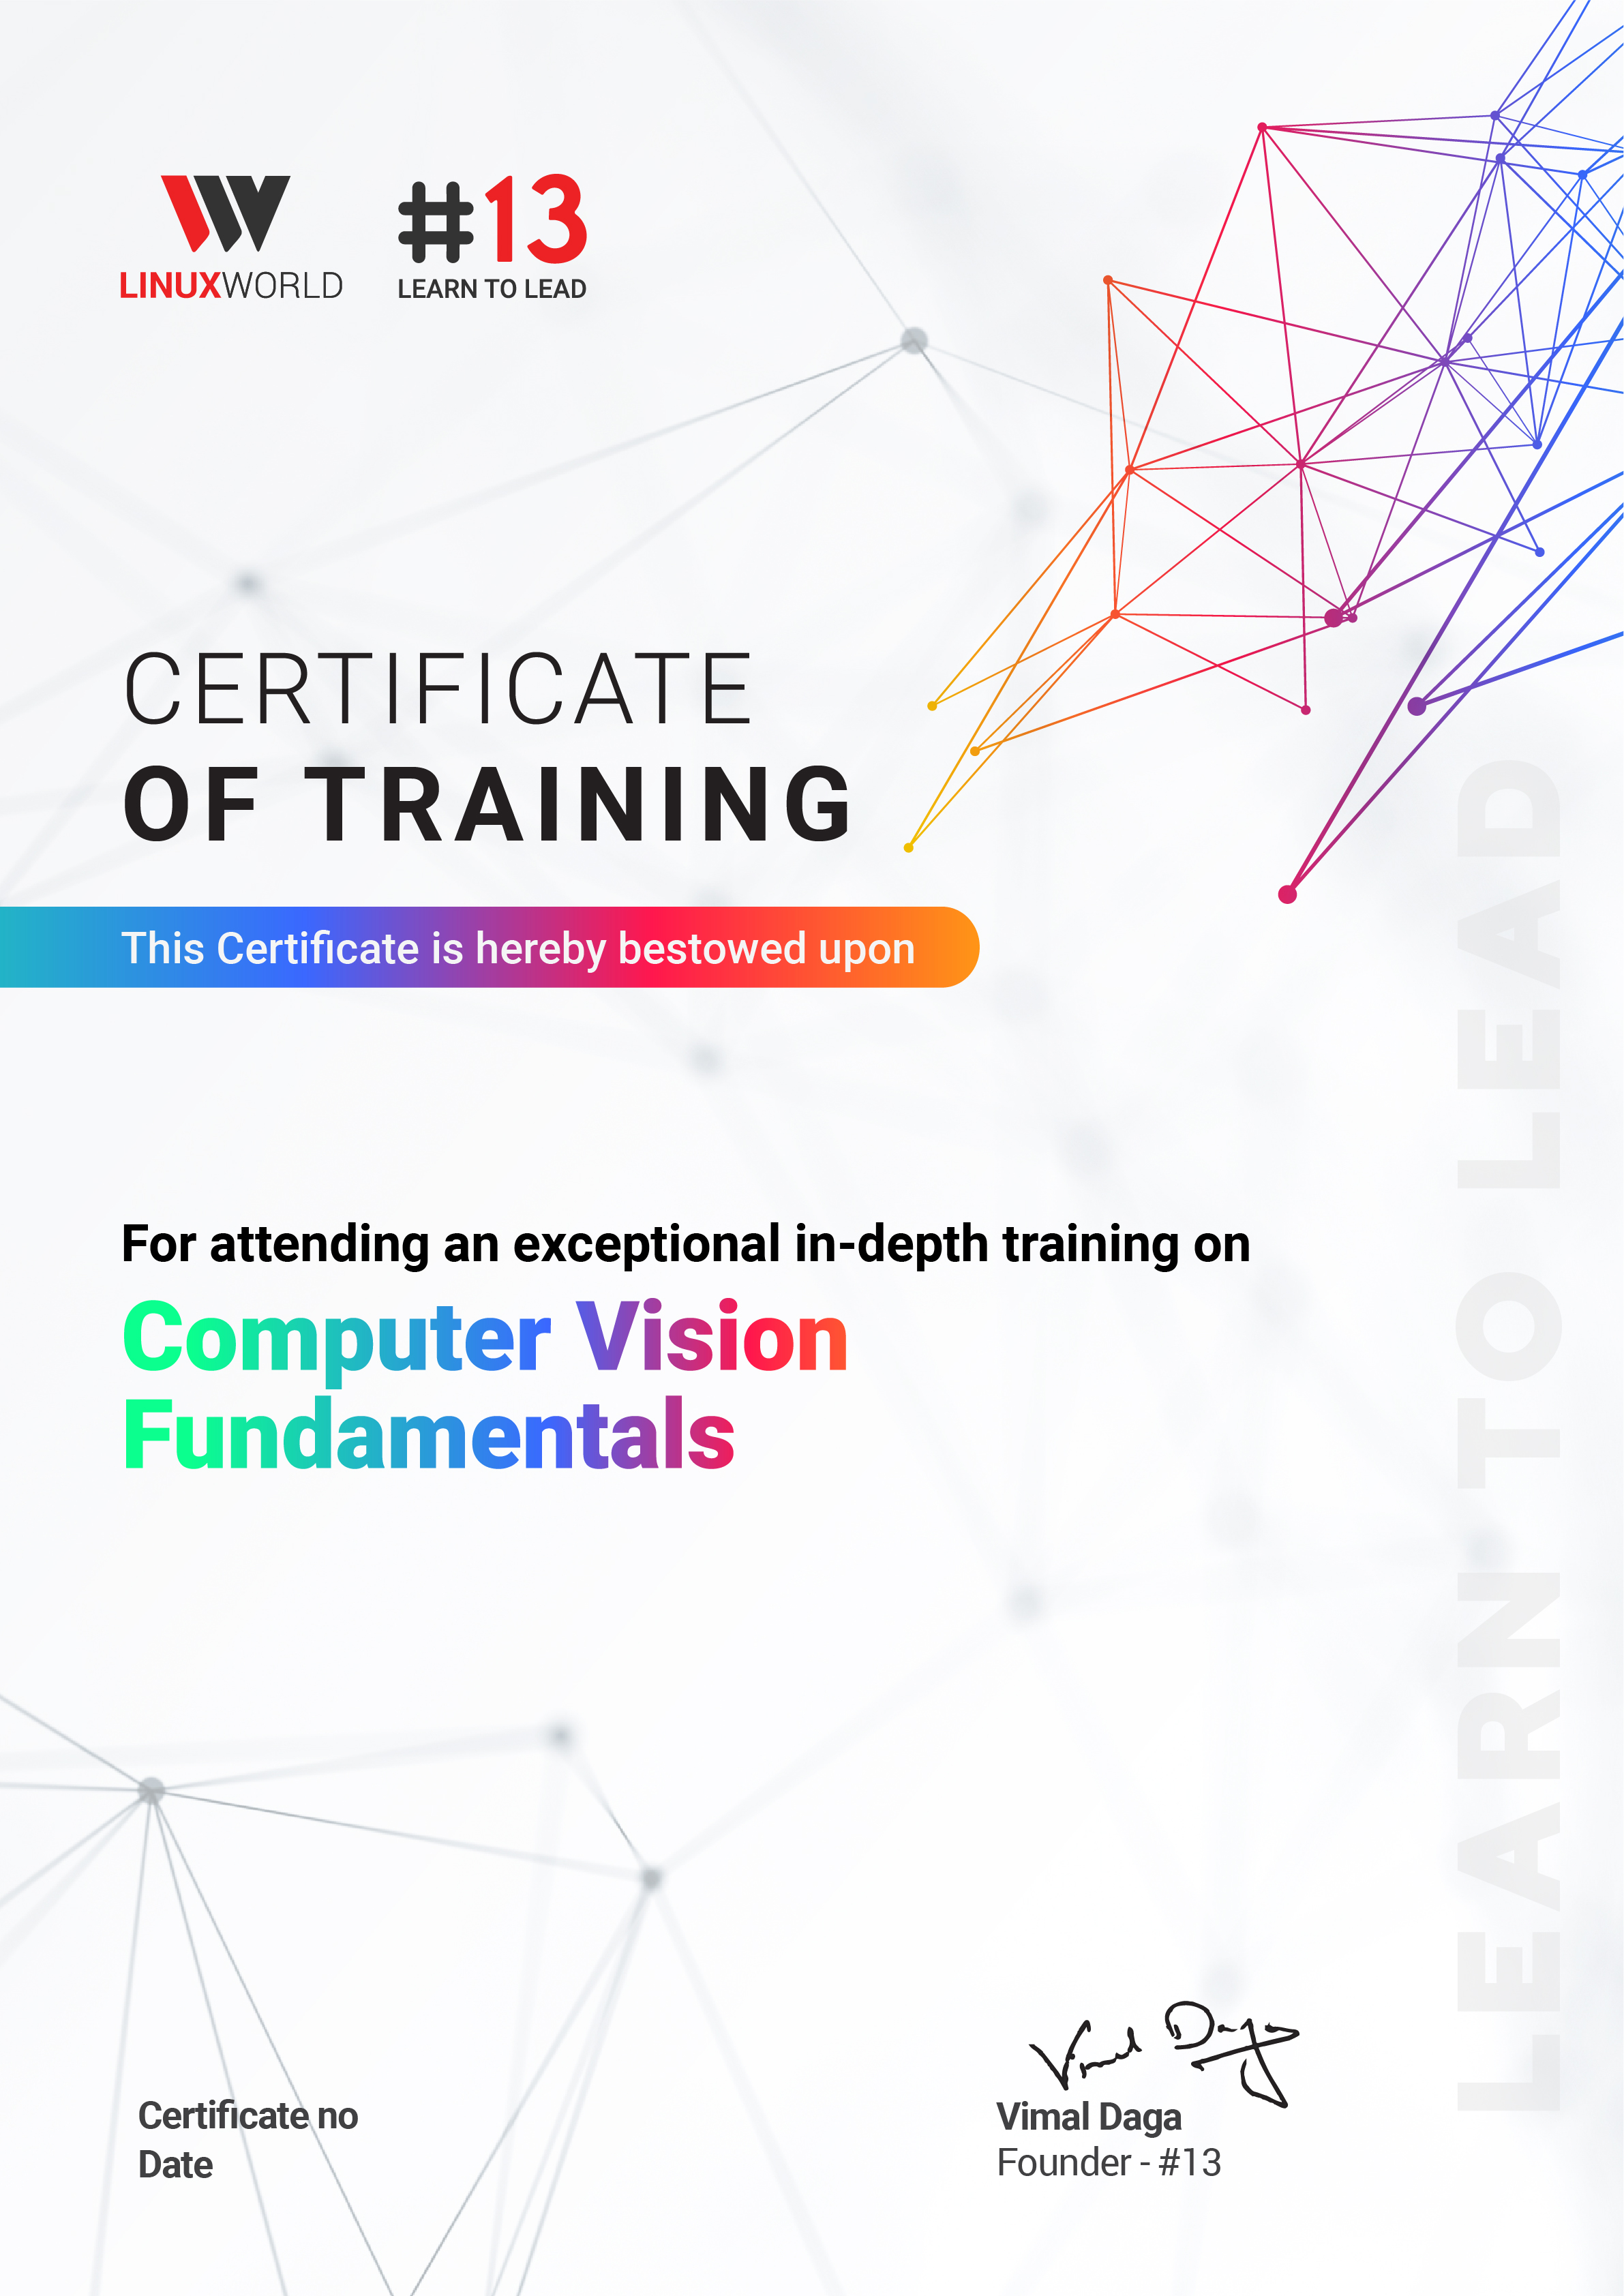 LINUXWORLD
#13
LEARN TO LEAD
CERTIFICATE
OF TRAINING
This Certificate is hereby bestowed upon
For attending an exceptional in-depth training on
Computer Vision
Fundamentals
LEARN TO LEAD
Vimal Daga
Certificate no
Date
Vimal Daga
Founder - #13